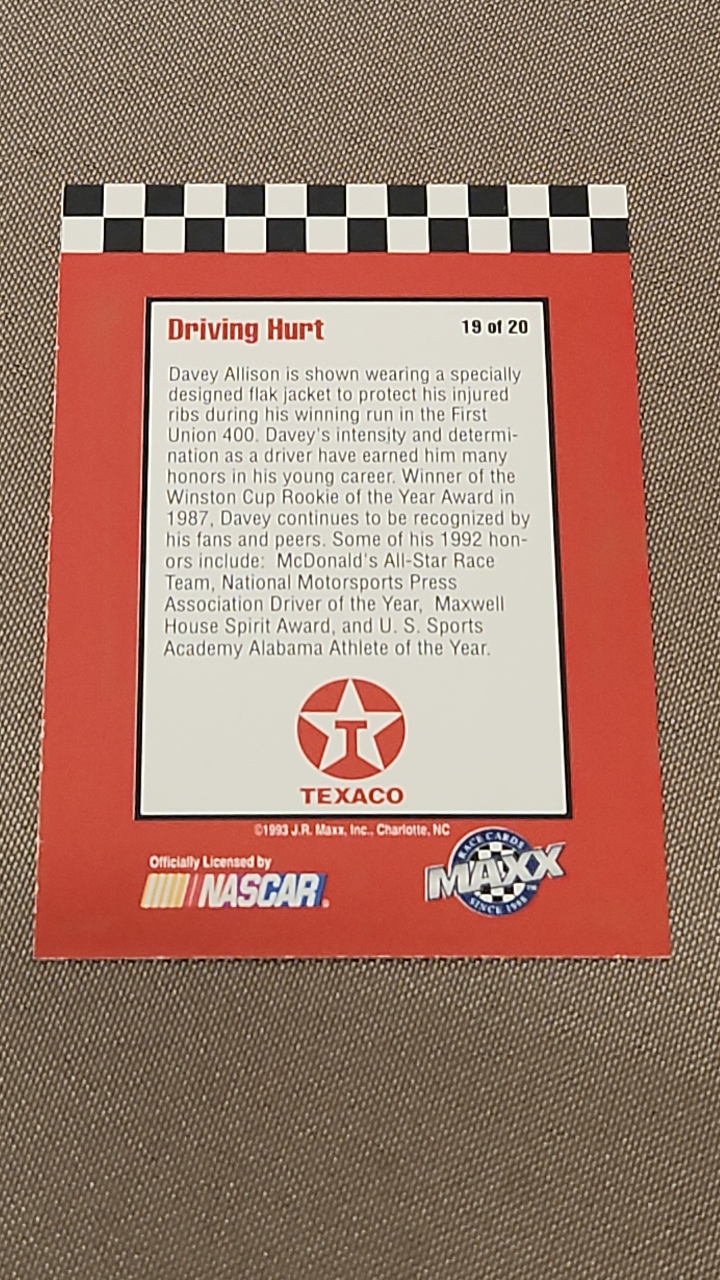 Driving Hurt
19 of 20
Davey Allison is shown wearing a specially
designed flak jacket to protect his injured
ribs during his winning run in the First
Union 400. Davey's intensity and determi-
nation as a driver have earned him many
honors in his young career. Winner of the
Winston Cup Rookie of the Year Award in
1987, Davey continues to be recognized by
his fans and peers. Some of his 1992 hon-
ors include: McDonald's All-Star Race
Team, National Motorsports Press
Association Driver of the Year, Maxwell
House Spirit Award, and U. S. Sports
Academy Alabama Athlete of the Year.
T
TEXACO
©1993 J.R. Maxx, Inc., Charlotte, NC
Officially Licensed by
NASCAR®
RACE CARDS
MAXX™
SINCE 1988